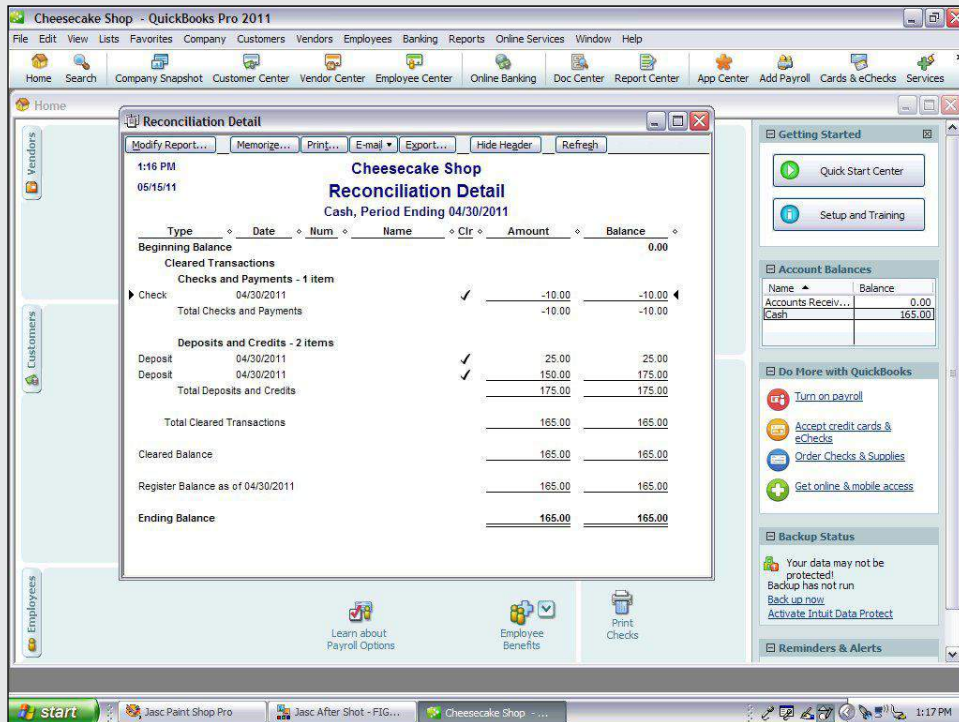 Cheesecake Shop - QuickBooks Pro 2011
File Edit View Lists Favorites Company Customers Vendors Employees Banking Reports Online Services Window Help
Home Search Company Snapshot Customer Center Vendor Center Employee Center Online Banking Doc Center Report Center App Center Add Payroll Cards & eChecks Services
Home
Vendors
Customers
Employees
Reconciliation Detail
Modify Report... Memorize... Print... E-mail Export... Hide Header Refresh
1:16 PM Cheesecake Shop
05/15/11 Reconciliation Detail
Cash, Period Ending 04/30/2011
Type Date Num Name Clr Amount Balance
Beginning Balance 0.00
Cleared Transactions
Checks and Payments - 1 item
Check 04/30/2011 ✓ -10.00 -10.00
Total Checks and Payments -10.00 -10.00
Deposits and Credits - 2 items
Deposit 04/30/2011 ✓ 25.00 25.00
Deposit 04/30/2011 ✓ 150.00 175.00
Total Deposits and Credits 175.00 175.00
Total Cleared Transactions 165.00 165.00
Cleared Balance 165.00 165.00
Register Balance as of 04/30/2011 165.00 165.00
Ending Balance 165.00 165.00
Learn about
Payroll Options
Employee
Benefits
Print
Checks
Getting Started
Quick Start Center
Setup and Training
Account Balances
Name Balance
Accounts Receiv... 0.00
Cash 165.00
Do More with QuickBooks
Turn on payroll
Accept credit cards &
eChecks
Order Checks & Supplies
Get online & mobile access
Backup Status
Your data may not be
protected!
Backup has not run
Back up now
Activate Intuit Data Protect
Reminders & Alerts
start Jasc Paint Shop Pro Jasc After Shot - FIG... Cheesecake Shop - ... 1:17 PM